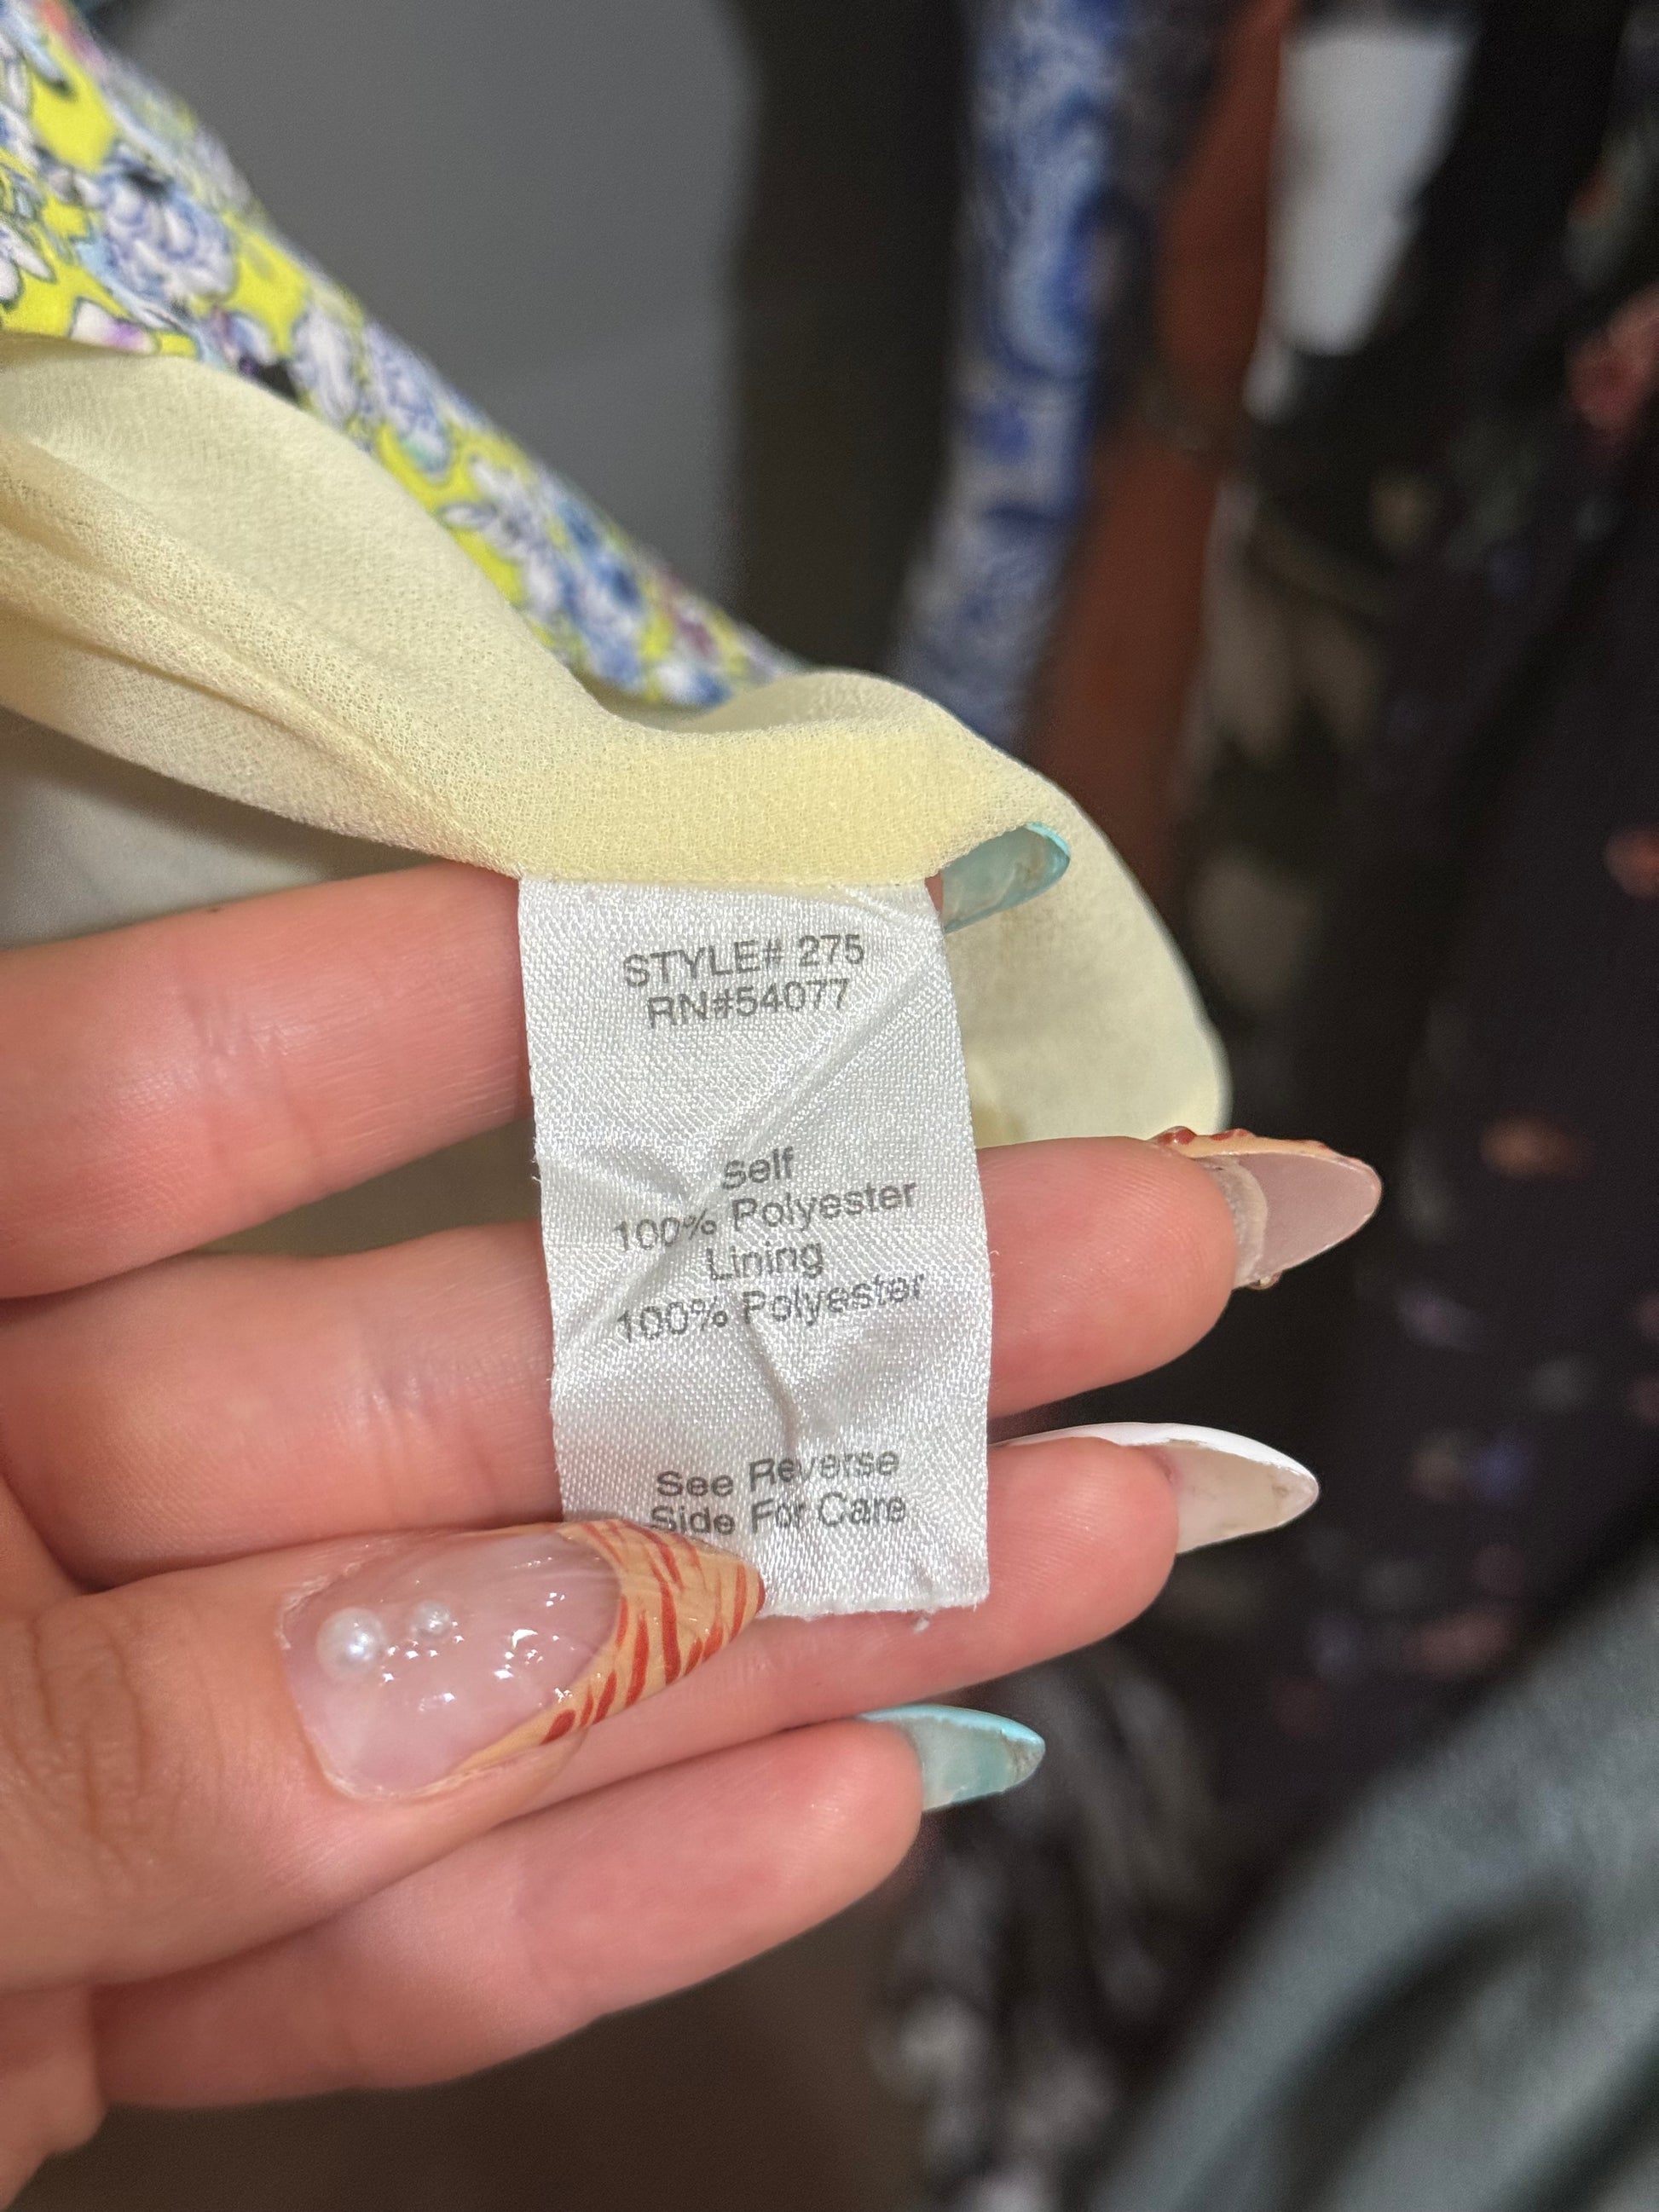 STYLE# 275
RN#54077
Self
100% Polyester
Lining
100% Polyester
See Reverse
Side For Care